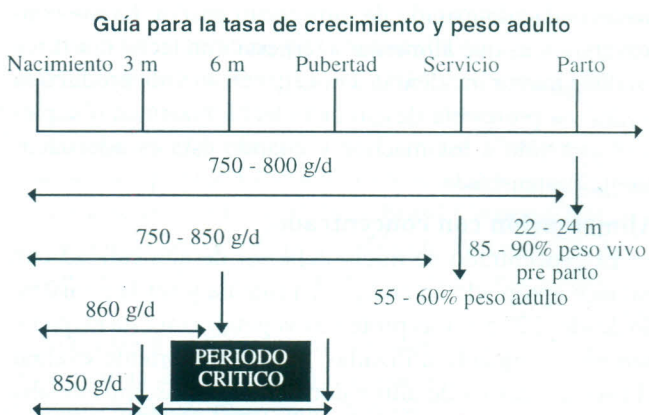 Guía para la tasa de crecimiento y peso adulto
Nacimiento 3 m 6 m Pubertad Servicio Parto
750 - 800 g/d
22 - 24 m
750 - 850 g/d
85 - 90% peso vivo
pre parto
55 - 60% peso adulto
860 g/d
PERIODO
CRITICO
850 g/d